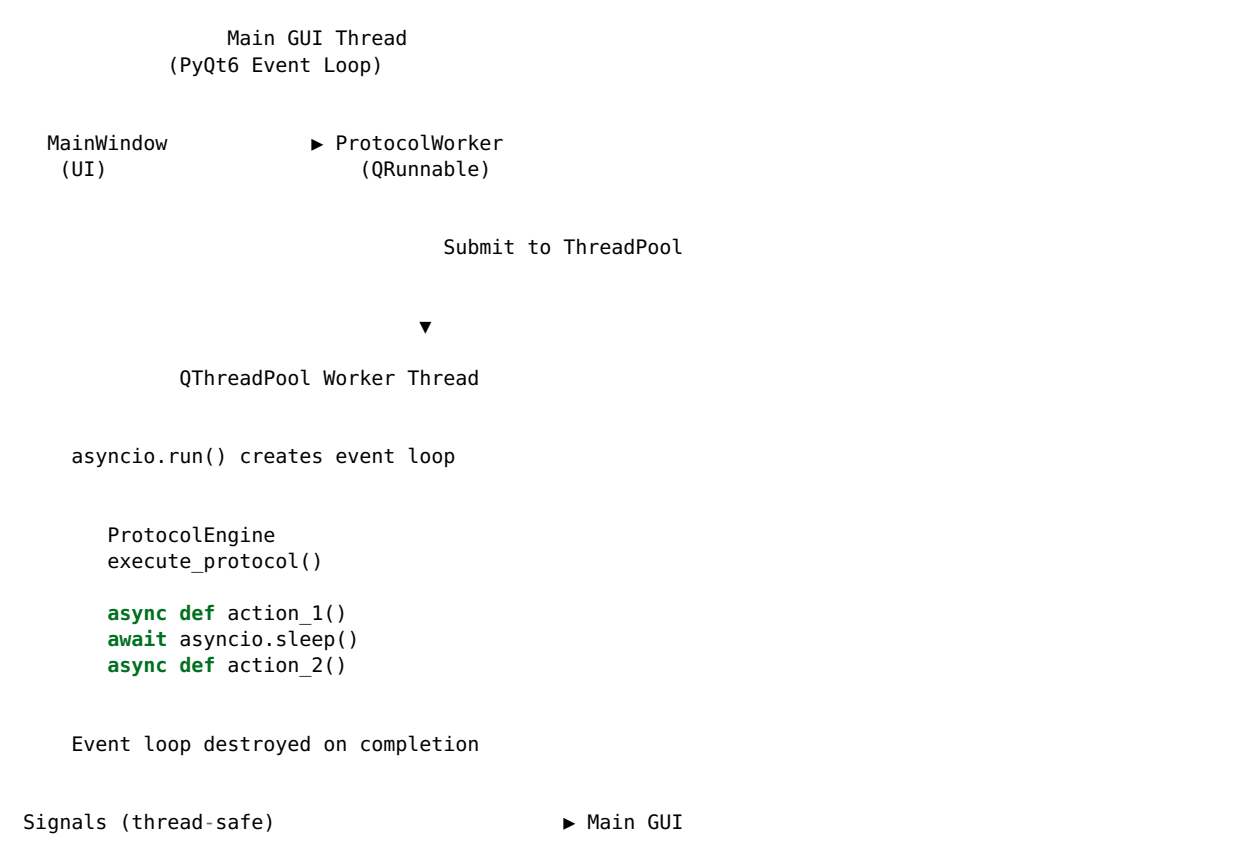 Main GUI Thread
(PyQt6 Event Loop)
MainWindow ▶ ProtocolWorker
(UI) (QRunnable)
Submit to ThreadPool
▼
QThreadPool Worker Thread
asyncio.run() creates event loop
ProtocolEngine
execute_protocol()
async def action_1()
await asyncio.sleep()
async def action_2()
Event loop destroyed on completion
Signals (thread-safe) ▶ Main GUI